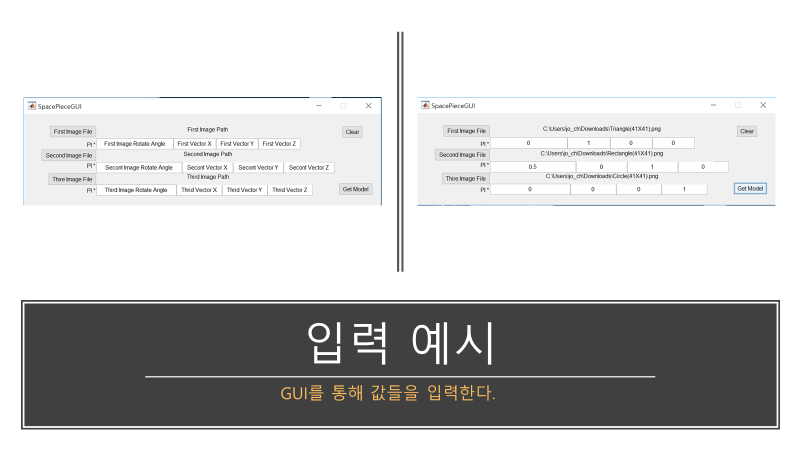 SpacePieceGUI
First Image File First Image Path Clear
PI * First Image Rotate Angle First Vector X First Vector Y First Vector Z
Second Image File Second Image Path
PI * Secont Image Rotate Angle Secont Vector X Secont Vector Y Secont Vector Z
Thire Image File Third Image Path
PI * Third Image Rotate Angle Thrid Vector X Thrid Vector Y Thrid Vector Z Get Model
SpacePieceGUI
First Image File C:\Users\jo_ch\Downloads\Triangle(41X41).png Clear
PI * 0 1 0 0
Second Image File C:\Users\jo_ch\Downloads\Rectangle(41X41).png
PI * 0.5 0 1 0
Thire Image File C:\Users\jo_ch\Downloads\Circle(41X41).png
PI * 0 0 0 1 Get Model
입력 예시
GUI를 통해 값들을 입력한다.